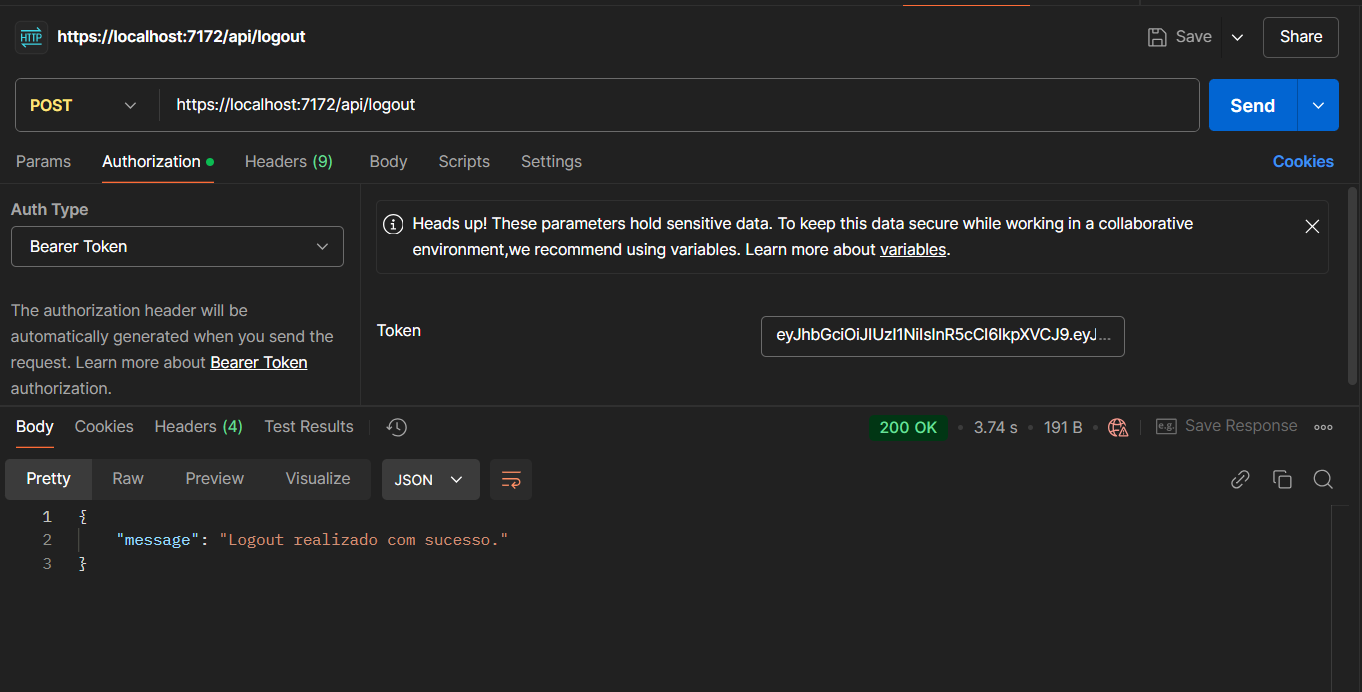 HTTP https://localhost:7172/api/logout Save Share
POST https://localhost:7172/api/logout Send
Params Authorization Headers (9) Body Scripts Settings Cookies
Auth Type
Bearer Token
The authorization header will be
automatically generated when you send the
request. Learn more about Bearer Token
authorization.
Heads up! These parameters hold sensitive data. To keep this data secure while working in a collaborative
environment,we recommend using variables. Learn more about variables.
Token eyJhbGciOiJIUzI1NiIsInR5cCI6IkpXVCJ9.eyJ...
Body Cookies Headers (4) Test Results 200 OK • 3.74 s • 191 B • e.g. Save Response
Pretty Raw Preview Visualize JSON
1 {
2 "message": "Logout realizado com sucesso."
3 }